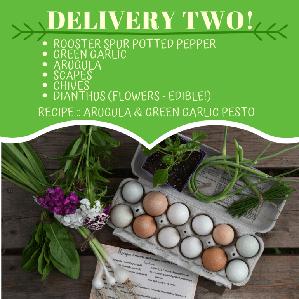 DELIVERY TWO!
ROOSTER SPUR POTTED PEPPER
GREEN GARLIC
ARUGULA
SCAPES
CHIVES
DIANTHUS (FLOWERS - EDIBLE!)
RECIPE :: ARUGULA & GREEN GARLIC PESTO